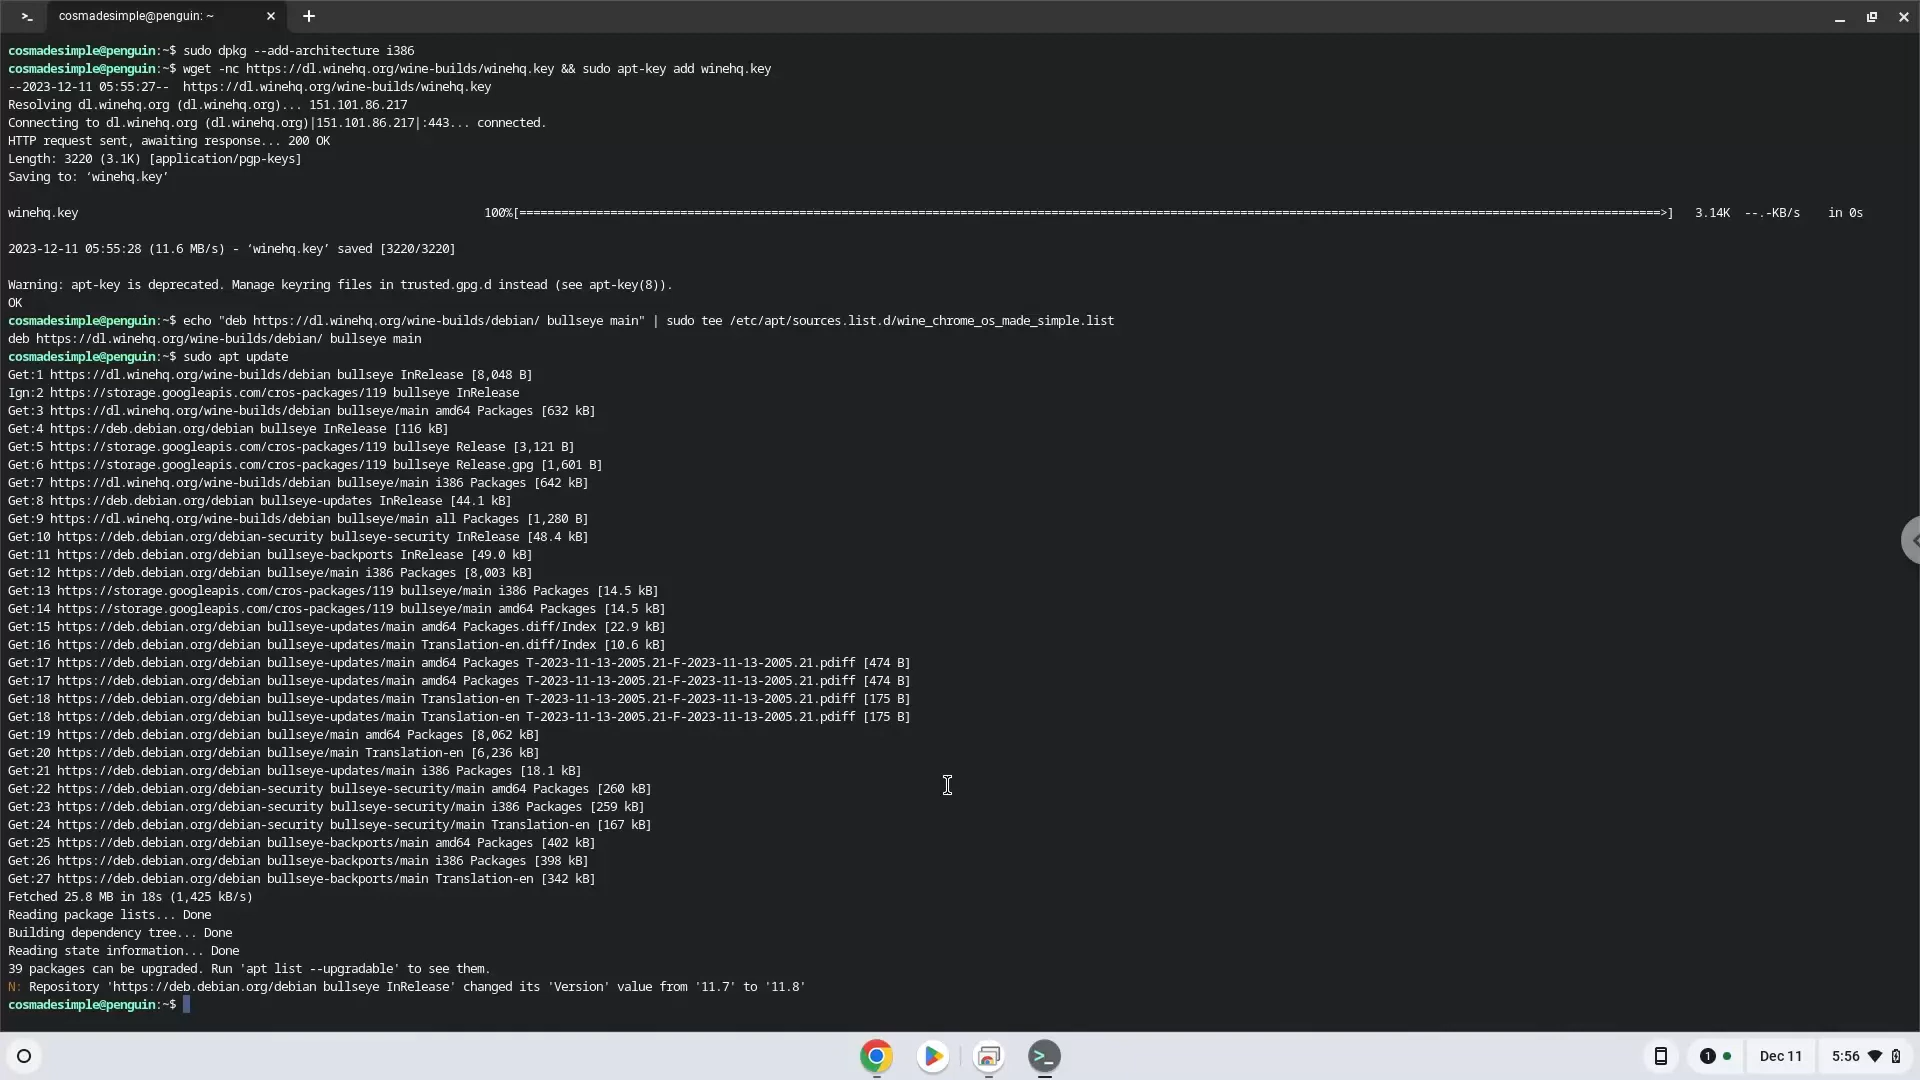 cosmadesimple@penguin: ~
cosmadesimple@penguin:~$ sudo dpkg --add-architecture i386
cosmadesimple@penguin:~$ wget -nc https://dl.winehq.org/wine-builds/winehq.key && sudo apt-key add winehq.key
--2023-12-11 05:55:27--  https://dl.winehq.org/wine-builds/winehq.key
Resolving dl.winehq.org (dl.winehq.org)... 151.101.86.217
Connecting to dl.winehq.org (dl.winehq.org)|151.101.86.217|:443... connected.
HTTP request sent, awaiting response... 200 OK
Length: 3220 (3.1K) [application/pgp-keys]
Saving to: ‘winehq.key’
winehq.key 100%[===================>] 3.14K --.-KB/s in 0s
2023-12-11 05:55:28 (11.6 MB/s) - ‘winehq.key’ saved [3220/3220]
Warning: apt-key is deprecated. Manage keyring files in trusted.gpg.d instead (see apt-key(8)).
OK
cosmadesimple@penguin:~$ echo "deb https://dl.winehq.org/wine-builds/debian/ bullseye main" | sudo tee /etc/apt/sources.list.d/wine_chrome_os_made_simple.list
deb https://dl.winehq.org/wine-builds/debian/ bullseye main
cosmadesimple@penguin:~$ sudo apt update
Get:1 https://dl.winehq.org/wine-builds/debian bullseye InRelease [8,048 B]
Ign:2 https://storage.googleapis.com/cros-packages/119 bullseye InRelease
Get:3 https://dl.winehq.org/wine-builds/debian bullseye/main amd64 Packages [632 kB]
Get:4 https://deb.debian.org/debian bullseye InRelease [116 kB]
Get:5 https://storage.googleapis.com/cros-packages/119 bullseye Release [3,121 B]
Get:6 https://storage.googleapis.com/cros-packages/119 bullseye Release.gpg [1,601 B]
Get:7 https://dl.winehq.org/wine-builds/debian bullseye/main i386 Packages [642 kB]
Get:8 https://deb.debian.org/debian bullseye-updates InRelease [44.1 kB]
Get:9 https://dl.winehq.org/wine-builds/debian bullseye/main all Packages [1,280 B]
Get:10 https://deb.debian.org/debian-security bullseye-security InRelease [48.4 kB]
Get:11 https://deb.debian.org/debian bullseye-backports InRelease [49.0 kB]
Get:12 https://deb.debian.org/debian bullseye/main i386 Packages [8,003 kB]
Get:13 https://storage.googleapis.com/cros-packages/119 bullseye/main i386 Packages [14.5 kB]
Get:14 https://storage.googleapis.com/cros-packages/119 bullseye/main amd64 Packages [14.5 kB]
Get:15 https://deb.debian.org/debian bullseye-updates/main amd64 Packages.diff/Index [22.9 kB]
Get:16 https://deb.debian.org/debian bullseye-updates/main Translation-en.diff/Index [10.6 kB]
Get:17 https://deb.debian.org/debian bullseye-updates/main amd64 Packages T-2023-11-13-2005.21-F-2023-11-13-2005.21.pdiff [474 B]
Get:17 https://deb.debian.org/debian bullseye-updates/main amd64 Packages T-2023-11-13-2005.21-F-2023-11-13-2005.21.pdiff [474 B]
Get:18 https://deb.debian.org/debian bullseye-updates/main Translation-en T-2023-11-13-2005.21-F-2023-11-13-2005.21.pdiff [175 B]
Get:18 https://deb.debian.org/debian bullseye-updates/main Translation-en T-2023-11-13-2005.21-F-2023-11-13-2005.21.pdiff [175 B]
Get:19 https://deb.debian.org/debian bullseye/main amd64 Packages [8,062 kB]
Get:20 https://deb.debian.org/debian bullseye/main Translation-en [6,236 kB]
Get:21 https://deb.debian.org/debian bullseye-updates/main i386 Packages [18.1 kB]
Get:22 https://deb.debian.org/debian-security bullseye-security/main amd64 Packages [260 kB]
Get:23 https://deb.debian.org/debian-security bullseye-security/main i386 Packages [259 kB]
Get:24 https://deb.debian.org/debian-security bullseye-security/main Translation-en [167 kB]
Get:25 https://deb.debian.org/debian bullseye-backports/main amd64 Packages [402 kB]
Get:26 https://deb.debian.org/debian bullseye-backports/main i386 Packages [398 kB]
Get:27 https://deb.debian.org/debian bullseye-backports/main Translation-en [342 kB]
Fetched 25.8 MB in 18s (1,425 kB/s)
Reading package lists... Done
Building dependency tree... Done
Reading state information... Done
39 packages can be upgraded. Run 'apt list --upgradable' to see them.
N: Repository 'https://deb.debian.org/debian bullseye InRelease' changed its 'Version' value from '11.7' to '11.8'
cosmadesimple@penguin:~$
1 Dec 11 5:56